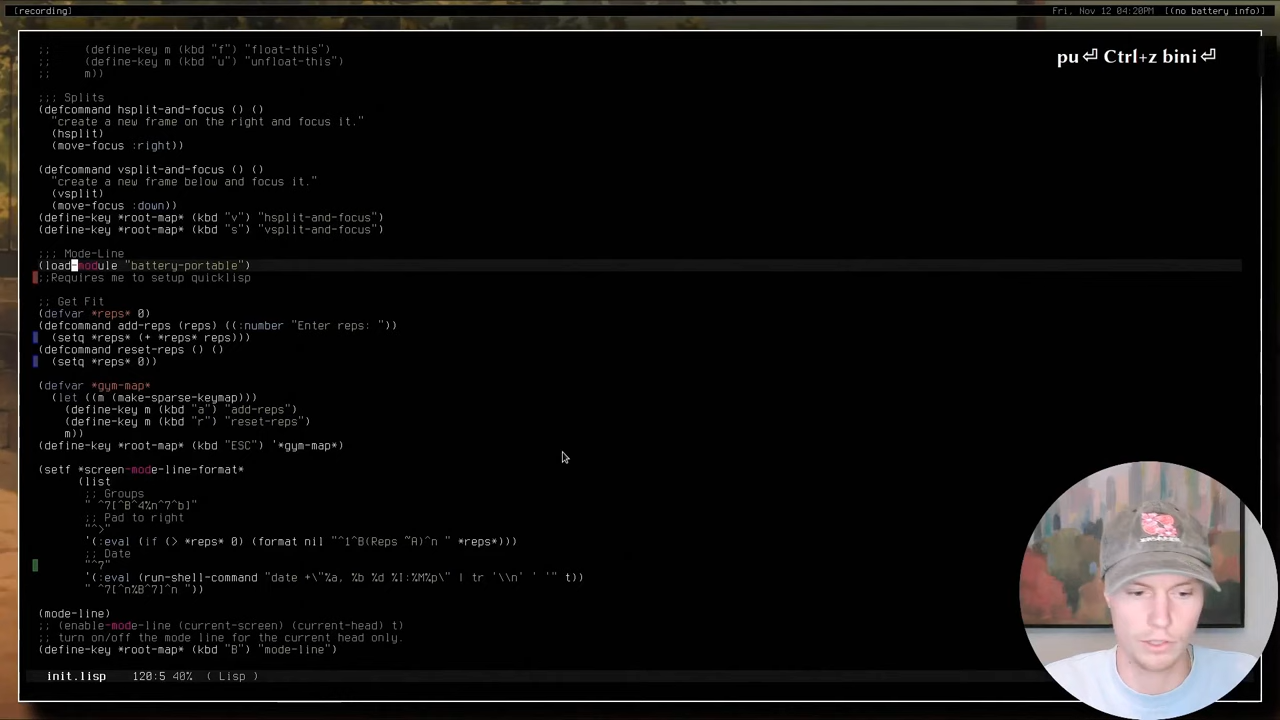 [recording] Fri, Nov 12 04:20PM [(no battery info)]
pu⏎ Ctrl+z bini⏎
;; (define-key m (kbd "f") "float-this")
;; (define-key m (kbd "u") "unfloat-this")
;; m))
;;; Splits
(defcommand hsplit-and-focus () ()
"create a new frame on the right and focus it."
(hsplit)
(move-focus :right))
(defcommand vsplit-and-focus () ()
"create a new frame below and focus it."
(vsplit)
(move-focus :down))
(define-key *root-map* (kbd "v") "hsplit-and-focus")
(define-key *root-map* (kbd "s") "vsplit-and-focus")
;;; Mode-Line
(load-module "battery-portable")
;;Requires me to setup quicklisp
;; Get Fit
(defvar *reps* 0)
(defcommand add-reps (reps) ((:number "Enter reps: "))
(setq *reps* (+ *reps* reps)))
(defcommand reset-reps () ()
(setq *reps* 0))
(defvar *gym-map*
(let ((m (make-sparse-keymap)))
(define-key m (kbd "a") "add-reps")
(define-key m (kbd "r") "reset-reps")
m))
(define-key *root-map* (kbd "ESC") '*gym-map*)
(setf *screen-mode-line-format*
(list
;; Groups
" ^7[^B^4%n^7^b]"
;; Pad to right
"^>"
'(:eval (if (> *reps* 0) (format nil "^1^B(Reps ~A)^n " *reps*)))
;; Date
"^7"
'(:eval (run-shell-command "date +\"%a, %b %d %I:%M%p\" | tr '\\n' ' '" t))
" ^7[^n%B^7]^n "))
(mode-line)
;; (enable-mode-line (current-screen) (current-head) t)
;; turn on/off the mode line for the current head only.
(define-key *root-map* (kbd "B") "mode-line")
init.lisp 120:5 40% ( Lisp )